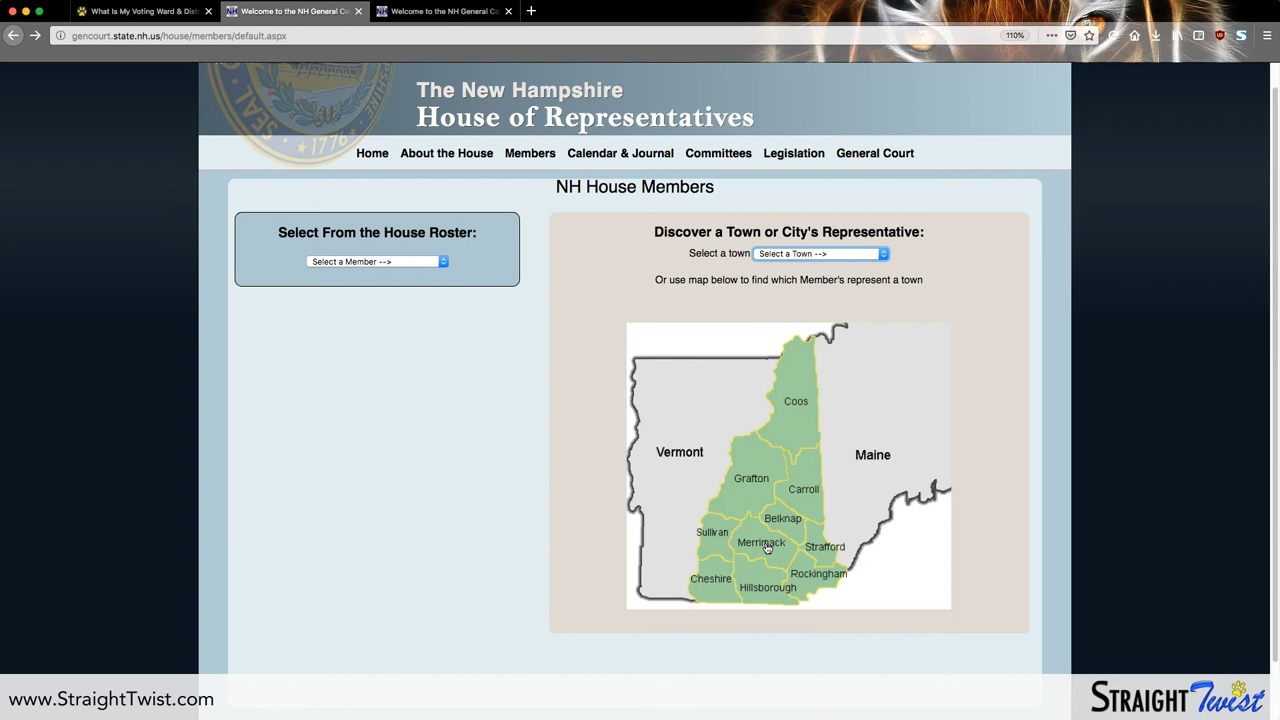 What Is My Voting Ward & Dist
Welcome to the NH General Co
Welcome to the NH General Co
gencourt.state.nh.us/house/members/default.aspx
110%
The New Hampshire
House of Representatives
1776
Home About the House Members Calendar & Journal Committees Legislation General Court
NH House Members
Select From the House Roster:
Select a Member -->
Discover a Town or City's Representative:
Select a town Select a Town -->
Or use map below to find which Member's represent a town
Coos
Vermont
Maine
Grafton
Carroll
Belknap
Sullivan
Merrimack
Strafford
Rockingham
Cheshire
Hillsborough
www.StraightTwist.com
STRAIGHT Twist